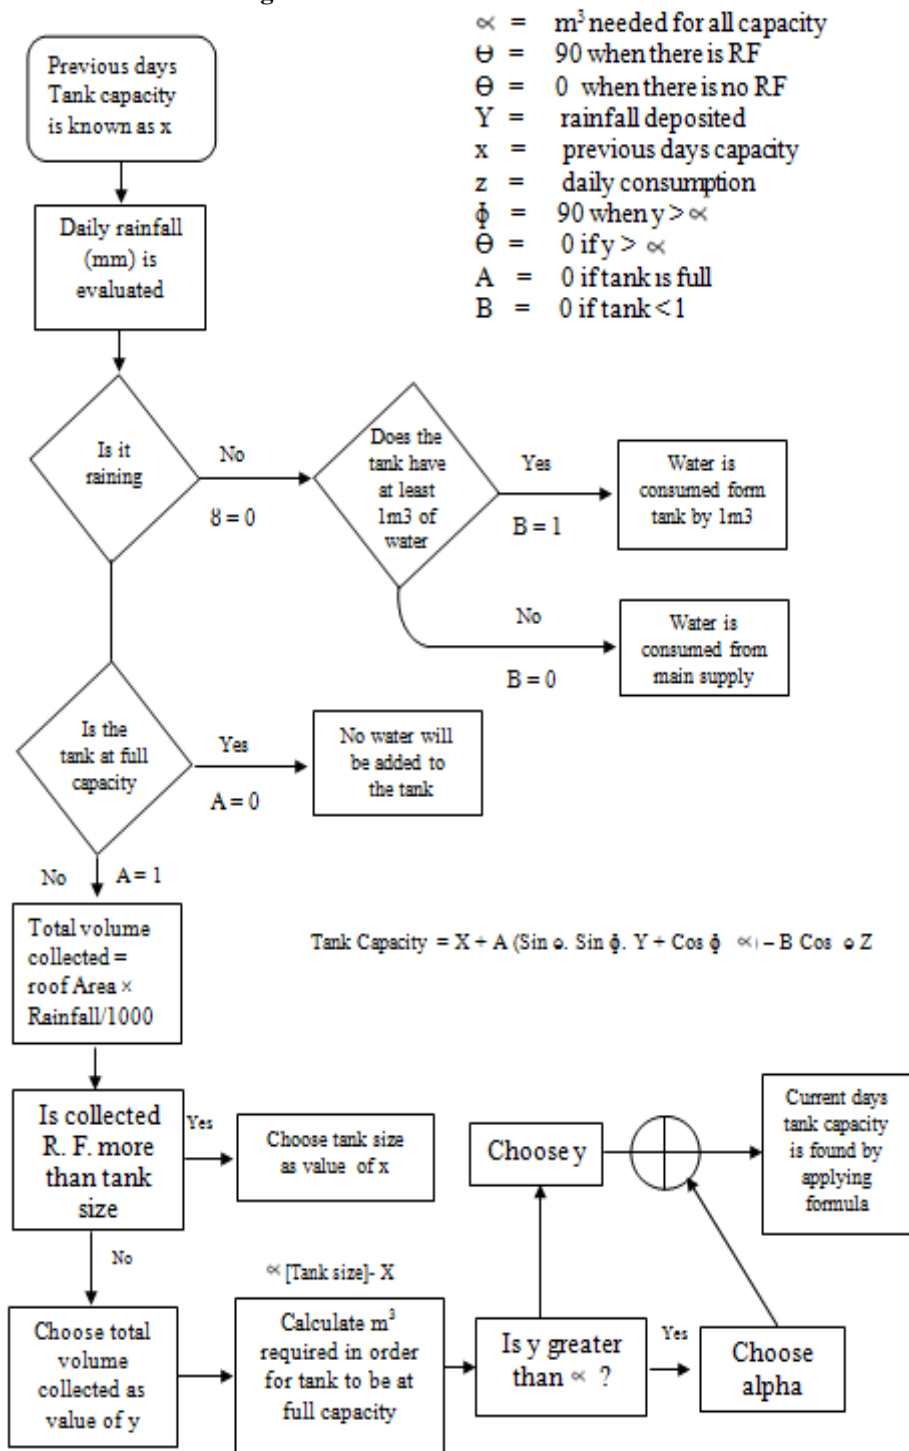 ∝ = m³ needed for all capacity
Ɵ = 90 when there is RF
Θ = 0 when there is no RF
Y = rainfall deposited
x = previous days capacity
z = daily consumption
ϕ = 90 when y > ∝
Θ = 0 if y > ∝
A = 0 if tank is full
B = 0 if tank < 1
Previous days
Tank capacity
is known as x
Daily rainfall
(mm) is
evaluated
Is it
raining
No
8 = 0
Does the
tank have
at least
1m3 of
water
Yes
B = 1
Water is
consumed form
tank by 1m3
No
B = 0
Water is
consumed from
main supply
Is the
tank at full
capacity
Yes
A = 0
No water will
be added to
the tank
No A = 1
Total volume
collected =
roof Area ×
Rainfall/1000
Tank Capacity = X + A (Sin ɵ. Sin ϕ. Y + Cos ϕ ∝) – B Cos ɵ Z
Is collected
R. F. more
than tank
size
Yes
Choose tank size
as value of x
No
Choose total
volume
collected as
value of y
∝ [Tank size]- X
Calculate m³
required in order
for tank to be at
full capacity
Is y greater
than ∝ ?
Yes
Choose
alpha
Choose y
Current days
tank capacity
is found by
applying
formula